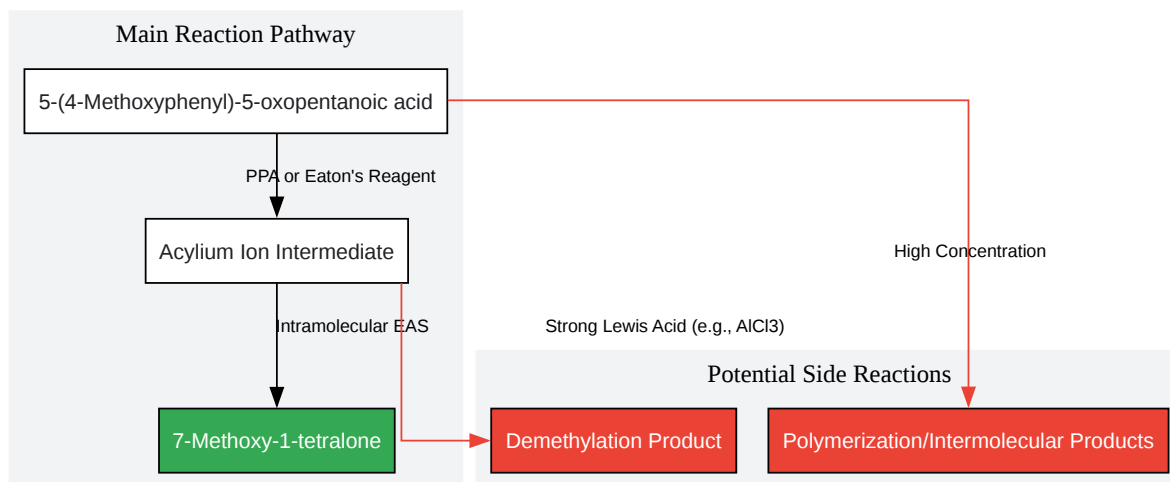 Main Reaction Pathway
5-(4-Methoxyphenyl)-5-oxopentanoic acid
PPA or Eaton's Reagent
Acylium Ion Intermediate
High Concentration
Intramolecular EAS
Strong Lewis Acid (e.g., AlCl3)
Potential Side Reactions
7-Methoxy-1-tetralone
Demethylation Product
Polymerization/Intermolecular Products